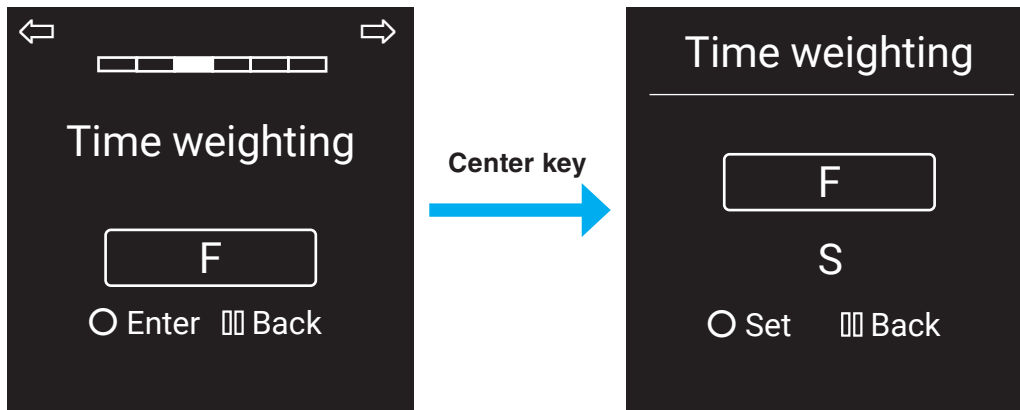 Time weighting
F
Enter Back
Center key
Time weighting
F
S
Set Back